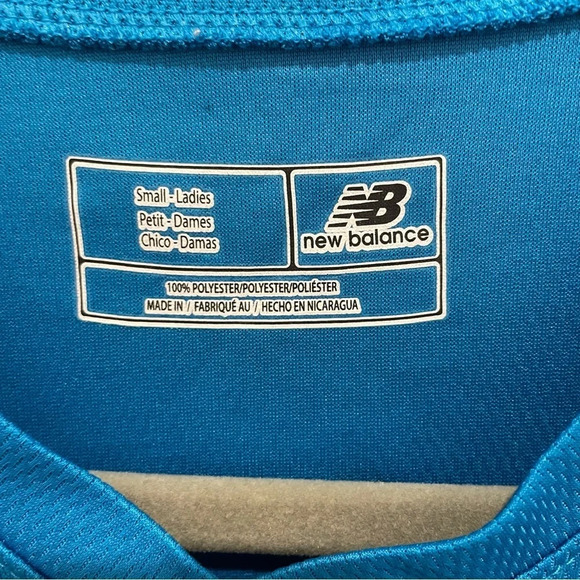 Small - Ladies
Petit - Dames
Chico - Damas
NB
new balance
100% POLYESTER/POLYESTER/POLIÉSTER
MADE IN / FABRIQUÉ AU / HECHO EN NICARAGUA